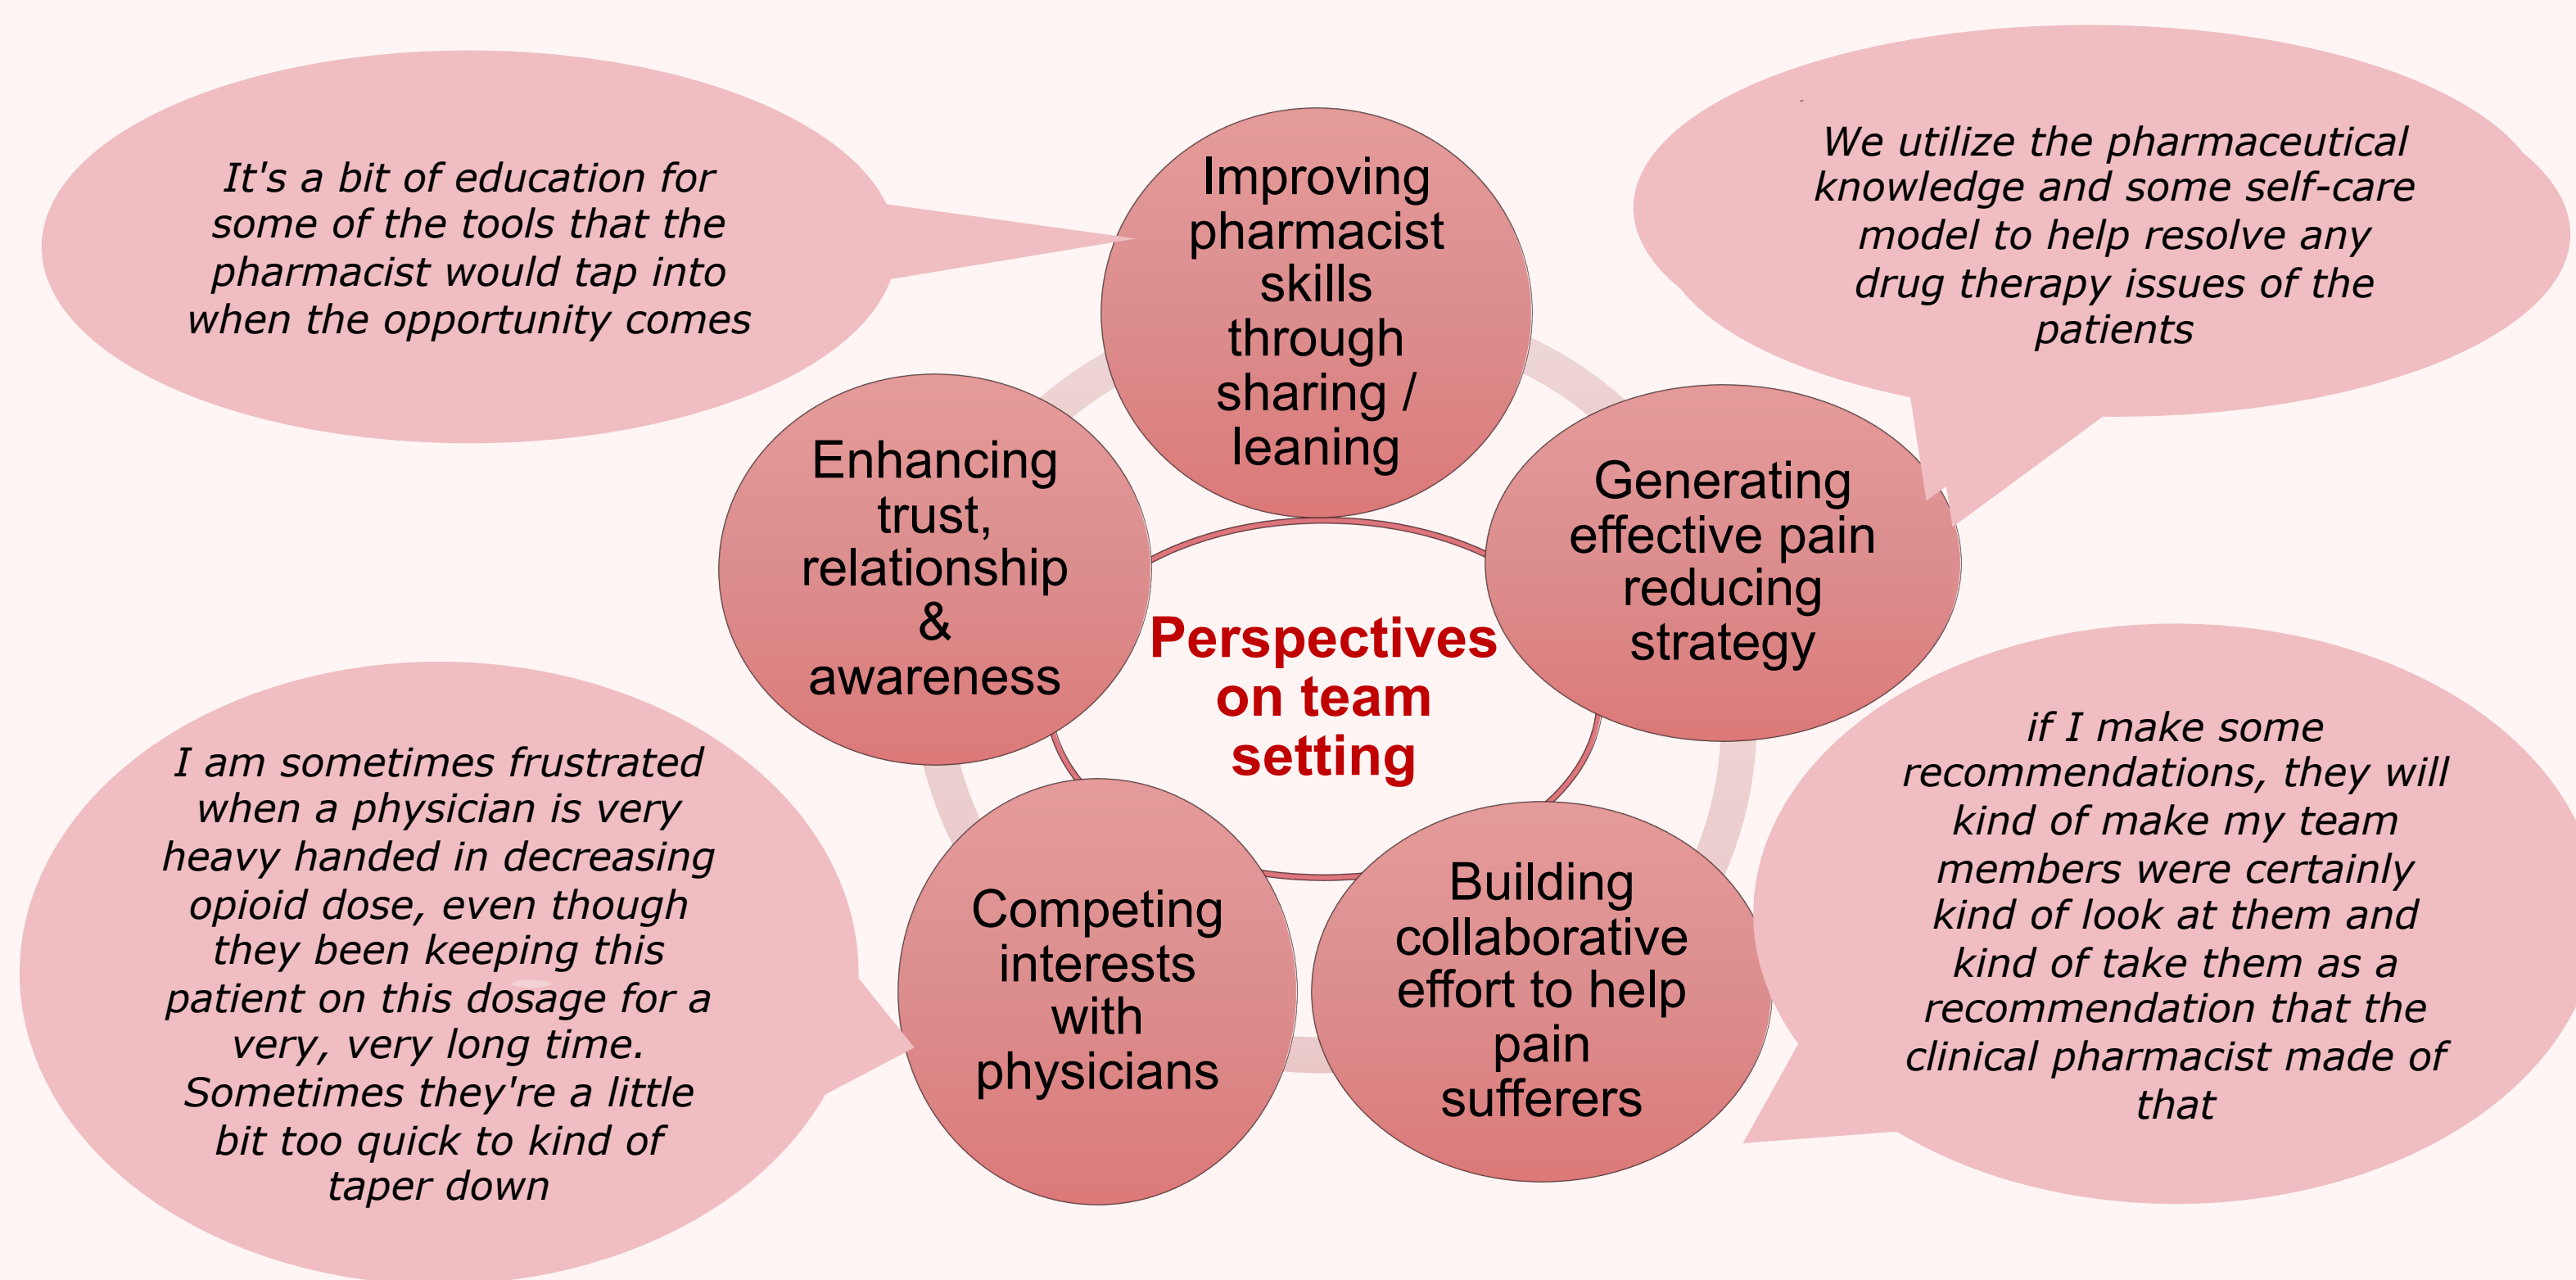 It's a bit of education for
some of the tools that the
pharmacist would tap into
when the opportunity comes
Improving
pharmacist
skills
through
sharing /
leaning
We utilize the pharmaceutical
knowledge and some self-care
model to help resolve any
drug therapy issues of the
patients
Enhancing
trust,
relationship
&
awareness
Generating
effective pain
reducing
strategy
Perspectives
on team
setting
I am sometimes frustrated
when a physician is very
heavy handed in decreasing
opioid dose, even though
they been keeping this
patient on this dosage for a
very, very long time.
Sometimes they're a little
bit too quick to kind of
taper down
Competing
interests
with
physicians
Building
collaborative
effort to help
pain
sufferers
if I make some
recommendations, they will
kind of make my team
members were certainly
kind of look at them and
kind of take them as a
recommendation that the
clinical pharmacist made of
that